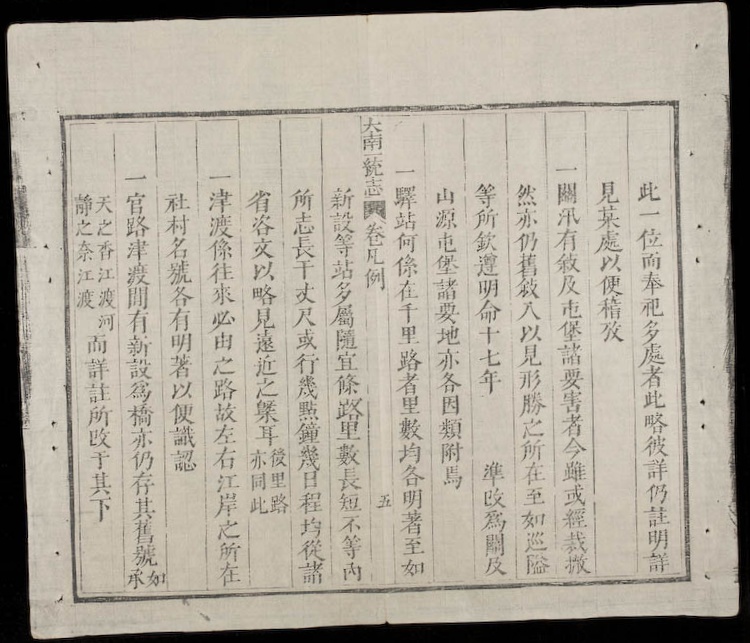 此一位而奉祀多處者此略彼詳仍註明詳
見某處以便稽攷
一關汛有敘及屯堡諸要害者今雖或經裁撤
然亦仍舊敘入以見形勝之所在至如巡隘
等所欽遵明命十七年 準改爲關及
山源屯堡諸要地亦各因類附焉
一驛站何係在千里路者里數均各明著至如
大南一統志 卷凡例 五
新設等站多屬隨宜條路里數長短不等內
所志長干丈尺或行幾點鐘幾日程均從諸
省洛文以略見遠近之槩耳後里路亦同此
一津渡係往來必由之路故左右江岸之所在
社村名號各有明著以便識認
一官路津渡間有新設爲橋亦仍存其舊號如承
天之香江渡河靜之奈江渡而詳註所改于其下